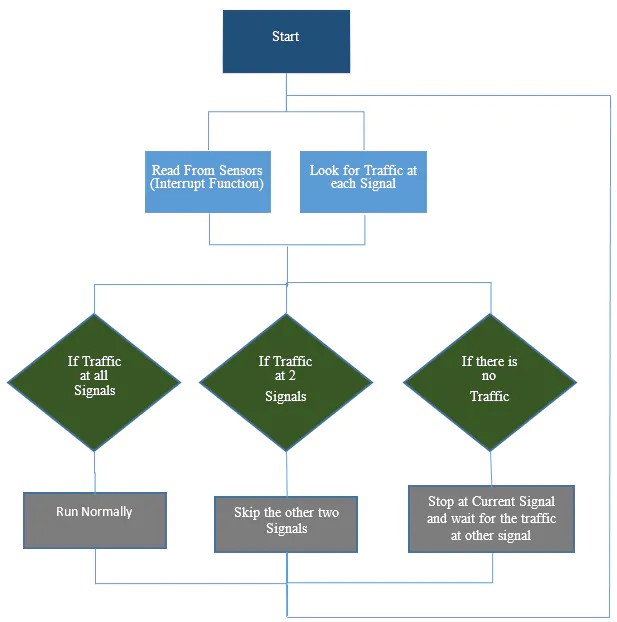 Start
Read From Sensors
(Interrupt Function)
Look for Traffic at
each Signal
If Traffic
at all
Signals
If Traffic
at 2
Signals
If there is
no
Traffic
Run Normally
Skip the other two
Signals
Stop at Current Signal
and wait for the traffic
at other signal